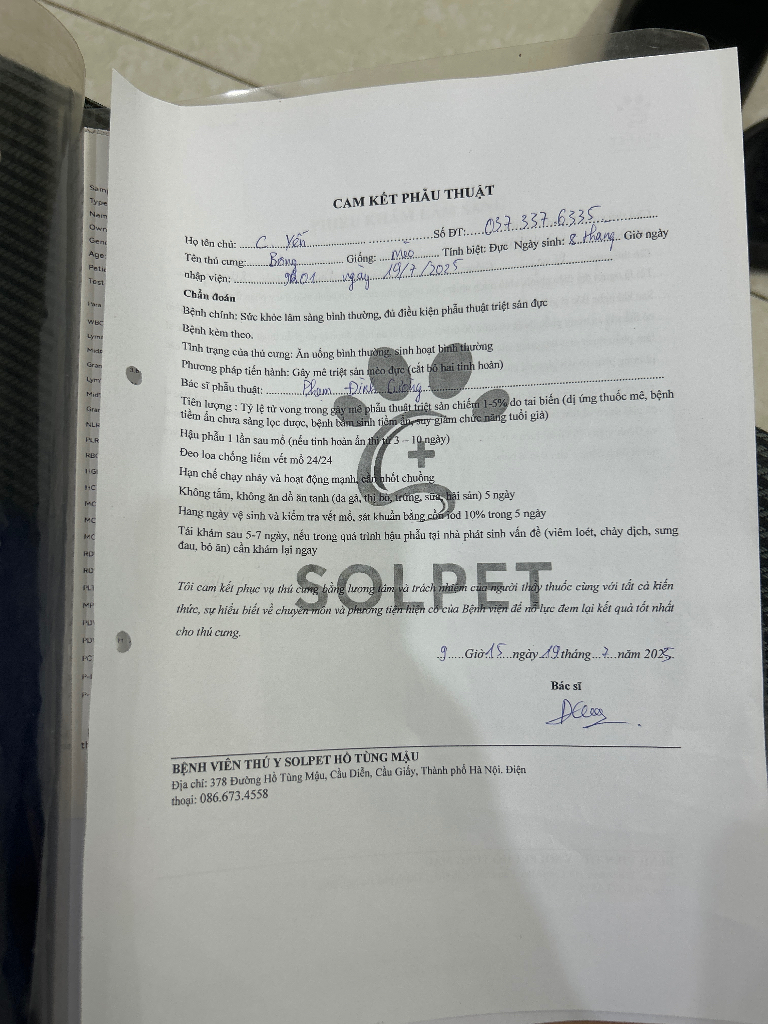 CAM KẾT PHẪU THUẬT
Họ tên chủ: C Yến Số ĐT: 037.337.6335
Tên thú cưng: Bông Giống: Mèo Tính biệt: Đực Ngày sinh: 8 tháng Giờ ngày
nhập viện: ngày 19/7/2025
Chẩn đoán
Bệnh chính: Sức khỏe lâm sàng bình thường, đủ điều kiện phẫu thuật triệt sản đực
Bệnh kèm theo.
Tình trạng của thú cưng: Ăn uống bình thường, sinh hoạt bình thường
Phương pháp tiến hành: Gây mê triệt sản mèo đực (cắt bỏ hai tinh hoàn)
Bác sĩ phẫu thuật: Phạm Đình Cường
Tiên lượng : Tỷ lệ tử vong trong gây mê phẫu thuật triệt sản chiếm 1-5% do tai biến (dị ứng thuốc mê, bệnh
tiềm ẩn chưa sàng lọc được, bệnh bẩm sinh tiềm ẩn, suy giảm chức năng tuổi già)
Hậu phẫu 1 lần sau mổ (nếu tinh hoàn ẩn thì từ 3 – 10 ngày)
Đeo loa chống liếm vết mổ 24/24
Hạn chế chạy nhảy và hoạt động mạnh, cần nhốt chuồng
Không tắm, không ăn đồ ăn tanh (da gà, thị bò, trứng, sữa, hải sản) 5 ngày
Hang ngày vệ sinh và kiểm tra vết mổ, sát khuẩn bằng cồn iod 10% trong 5 ngày
Tái khám sau 5-7 ngày, nếu trong quá trình hậu phẫu tại nhà phát sinh vấn đề (viêm loét, chảy dịch, sưng
đau, bỏ ăn) cần khám lại ngay
SOLPET
Tôi cam kết phục vụ thú cưng bằng lương tâm và trách nhiệm của người thầy thuốc cùng với tất cả kiến
thức, sự hiểu biết về chuyên môn và phương tiện hiện có của Bệnh viện để nỗ lực đem lại kết quả tốt nhất
cho thú cưng.
9 Giờ 15 ngày 19 tháng 7 năm 2025
Bác sĩ
BỆNH VIỆN THÚ Y SOLPET HỒ TÙNG MẬU
Địa chỉ: 378 Đường Hồ Tùng Mậu, Cầu Diễn, Cầu Giấy, Thành phố Hà Nội. Điện
thoại: 086.673.4558